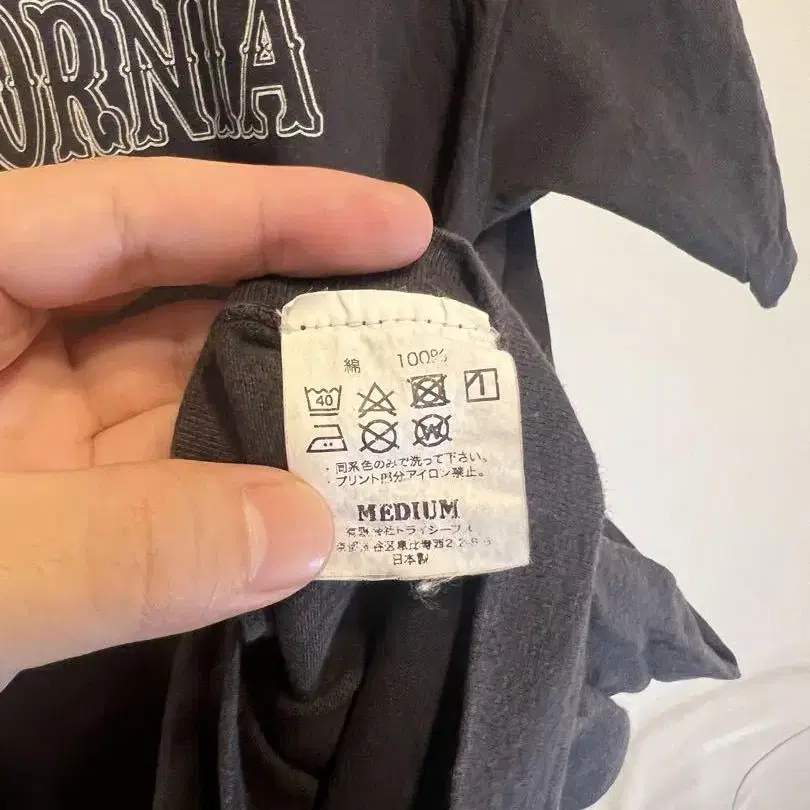 ORNIA
綿 100%
40
W
・同系色のみで洗って下さい。
・プリント部分アイロン禁止。
MEDIUM
日本製